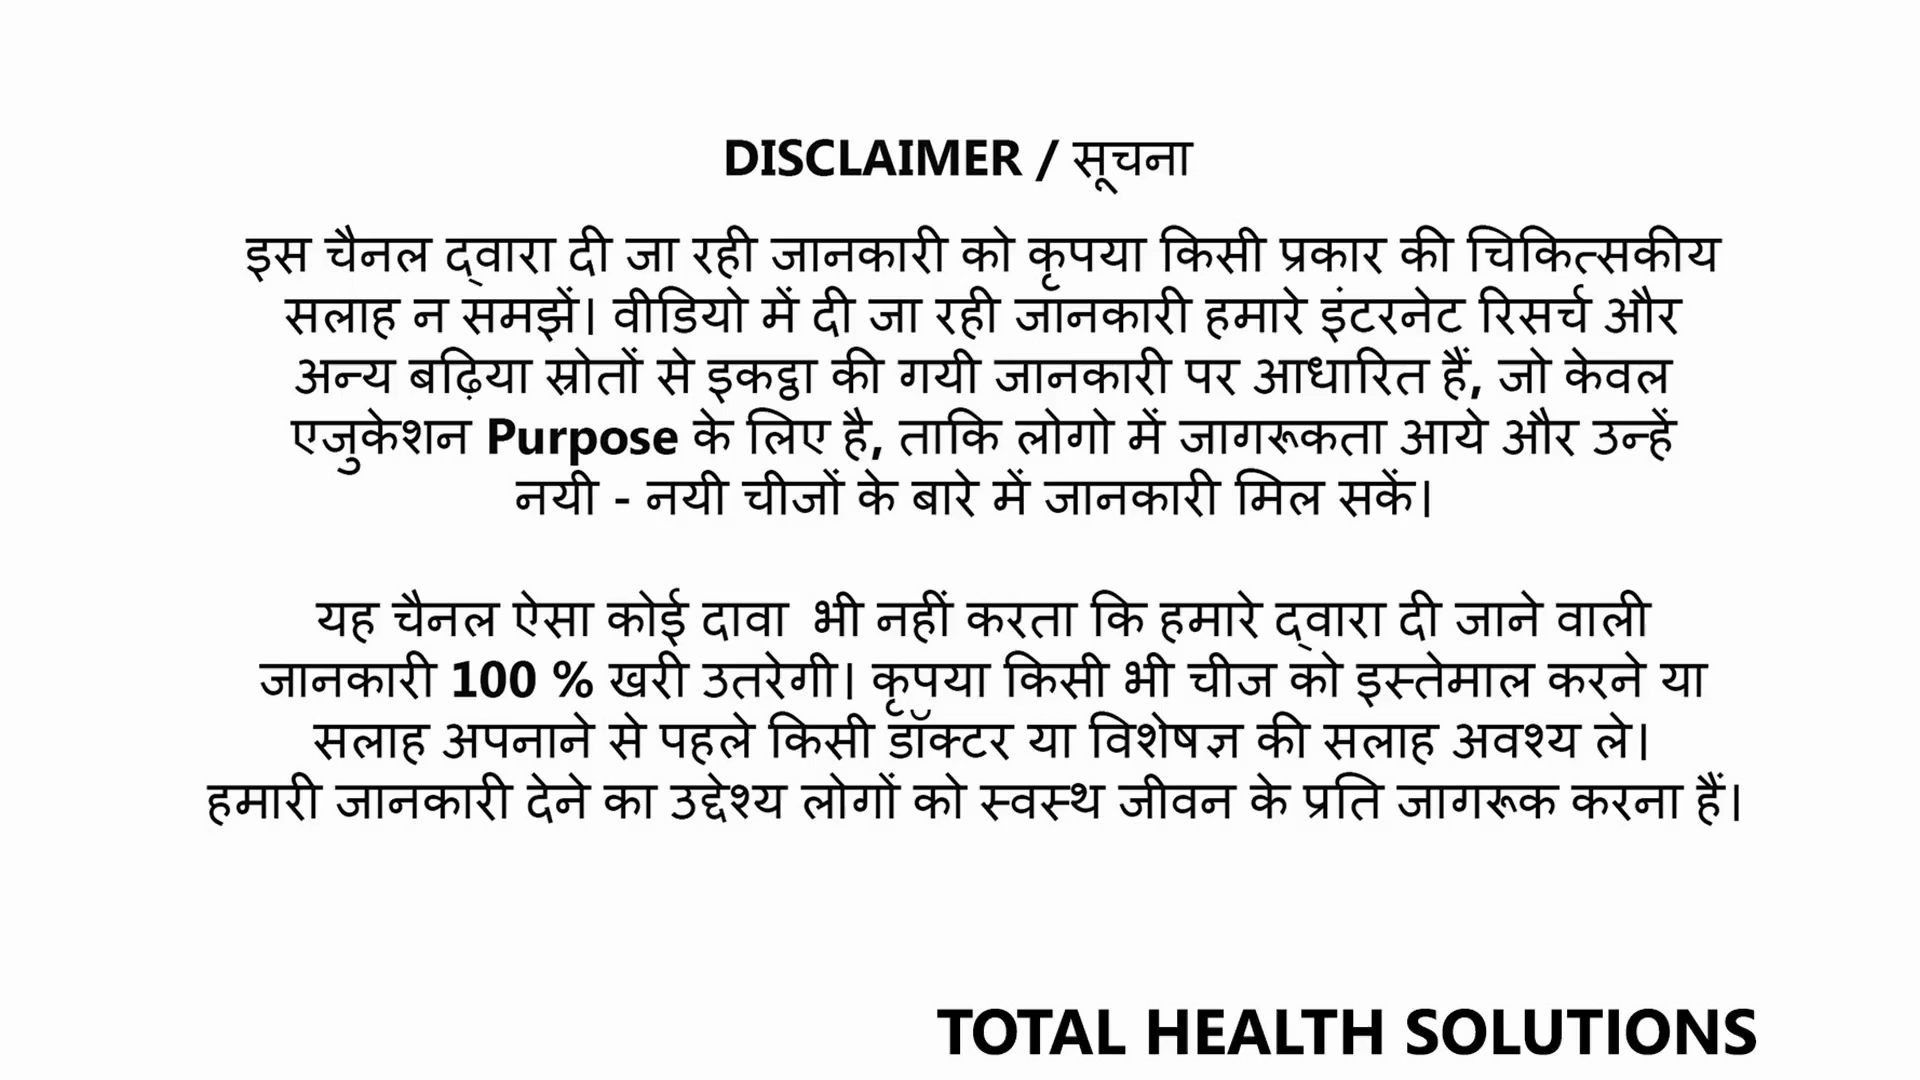 DISCLAIMER / सूचना
इस चैनल द्वारा दी जा रही जानकारी को कृपया किसी प्रकार की चिकित्सकीय
सलाह न समझें। वीडियो में दी जा रही जानकारी हमारे इंटरनेट रिसर्च और
अन्य बढ़िया स्रोतों से इकट्ठा की गयी जानकारी पर आधारित हैं, जो केवल
एजुकेशन Purpose के लिए है, ताकि लोगो में जागरूकता आये और उन्हें
नयी - नयी चीजों के बारे में जानकारी मिल सकें।
यह चैनल ऐसा कोई दावा भी नहीं करता कि हमारे द्वारा दी जाने वाली
जानकारी 100 % खरी उतरेगी। कृपया किसी भी चीज को इस्तेमाल करने या
सलाह अपनाने से पहले किसी डॉक्टर या विशेषज्ञ की सलाह अवश्य ले।
हमारी जानकारी देने का उद्देश्य लोगों को स्वस्थ जीवन के प्रति जागरूक करना हैं।
TOTAL HEALTH SOLUTIONS